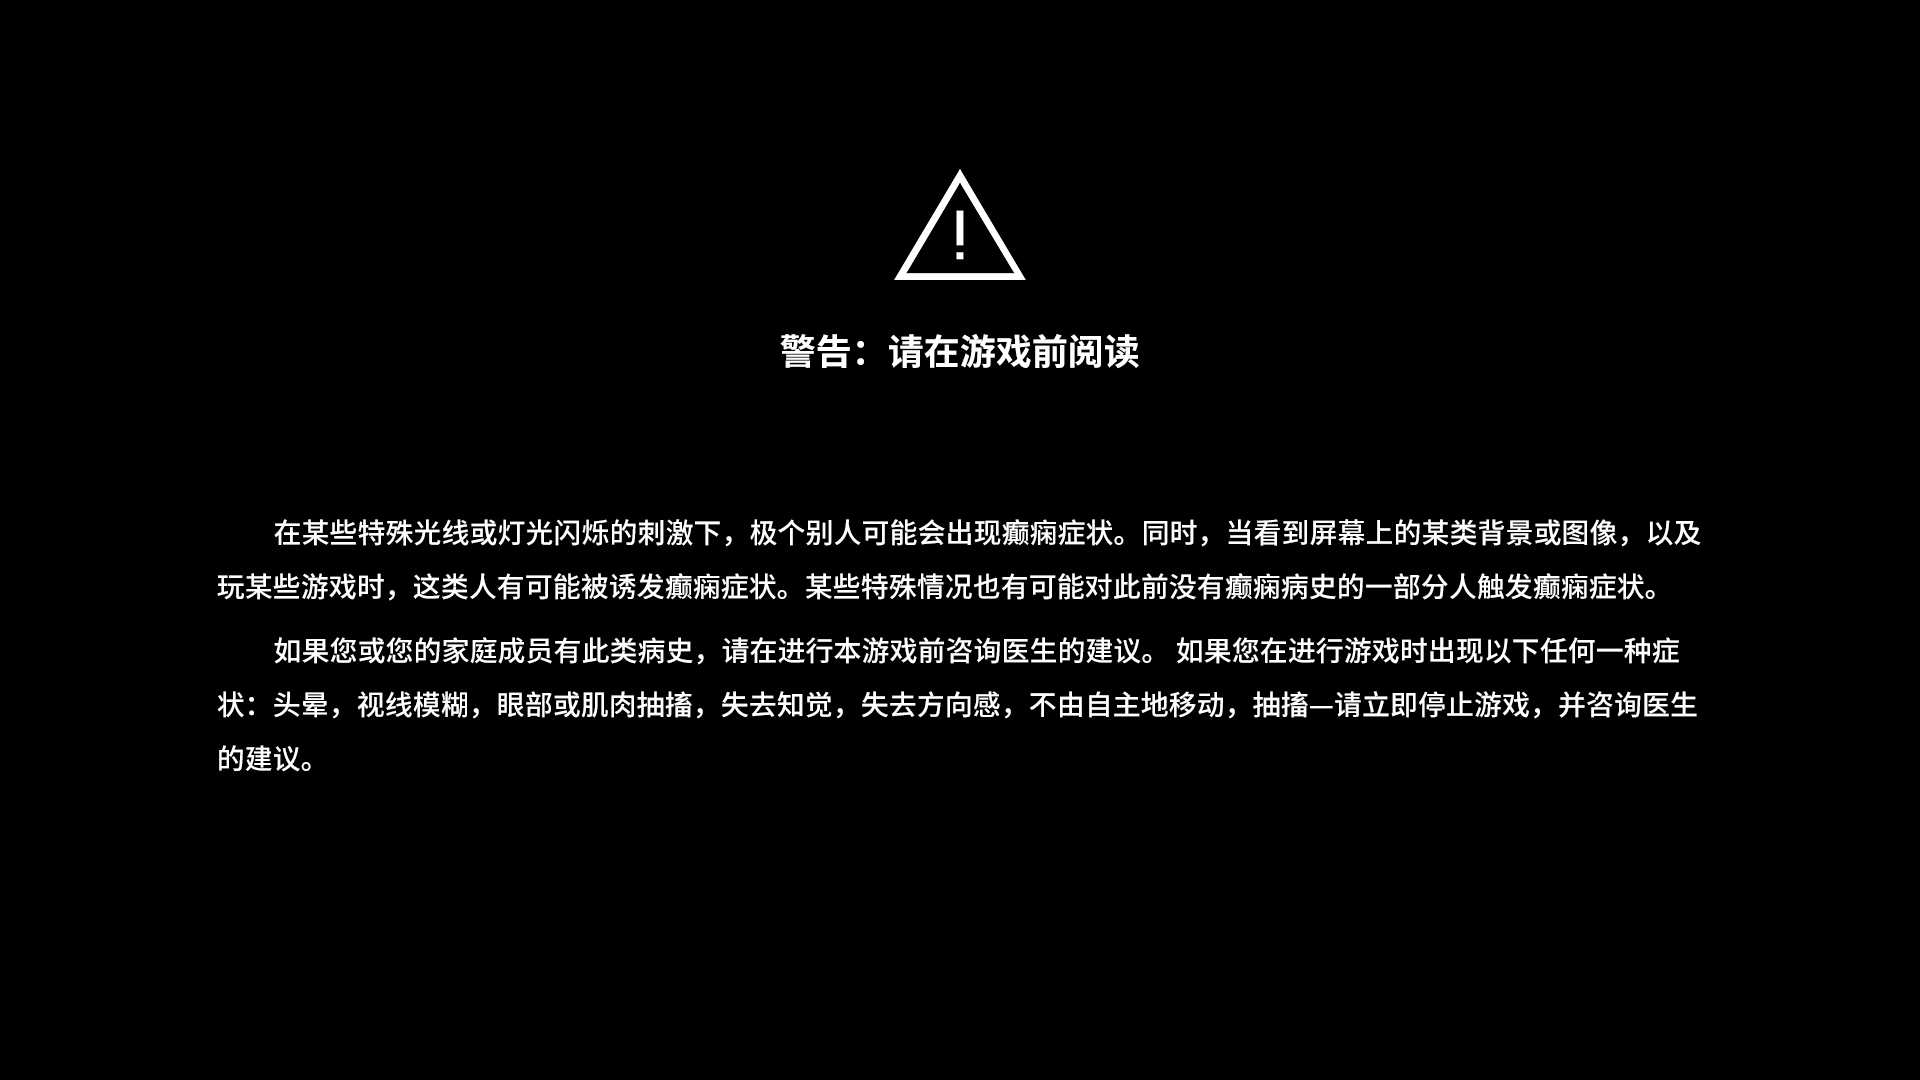 警告：请在游戏前阅读
在某些特殊光线或灯光闪烁的刺激下，极个别人可能会出现癫痫症状。同时，当看到屏幕上的某类背景或图像，以及
玩某些游戏时，这类人有可能被诱发癫痫症状。某些特殊情况也有可能对此前没有癫痫病史的一部分人触发癫痫症状。
如果您或您的家庭成员有此类病史，请在进行本游戏前咨询医生的建议。 如果您在进行游戏时出现以下任何一种症
状：头晕，视线模糊，眼部或肌肉抽搐，失去知觉，失去方向感，不由自主地移动，抽搐—请立即停止游戏，并咨询医生
的建议。